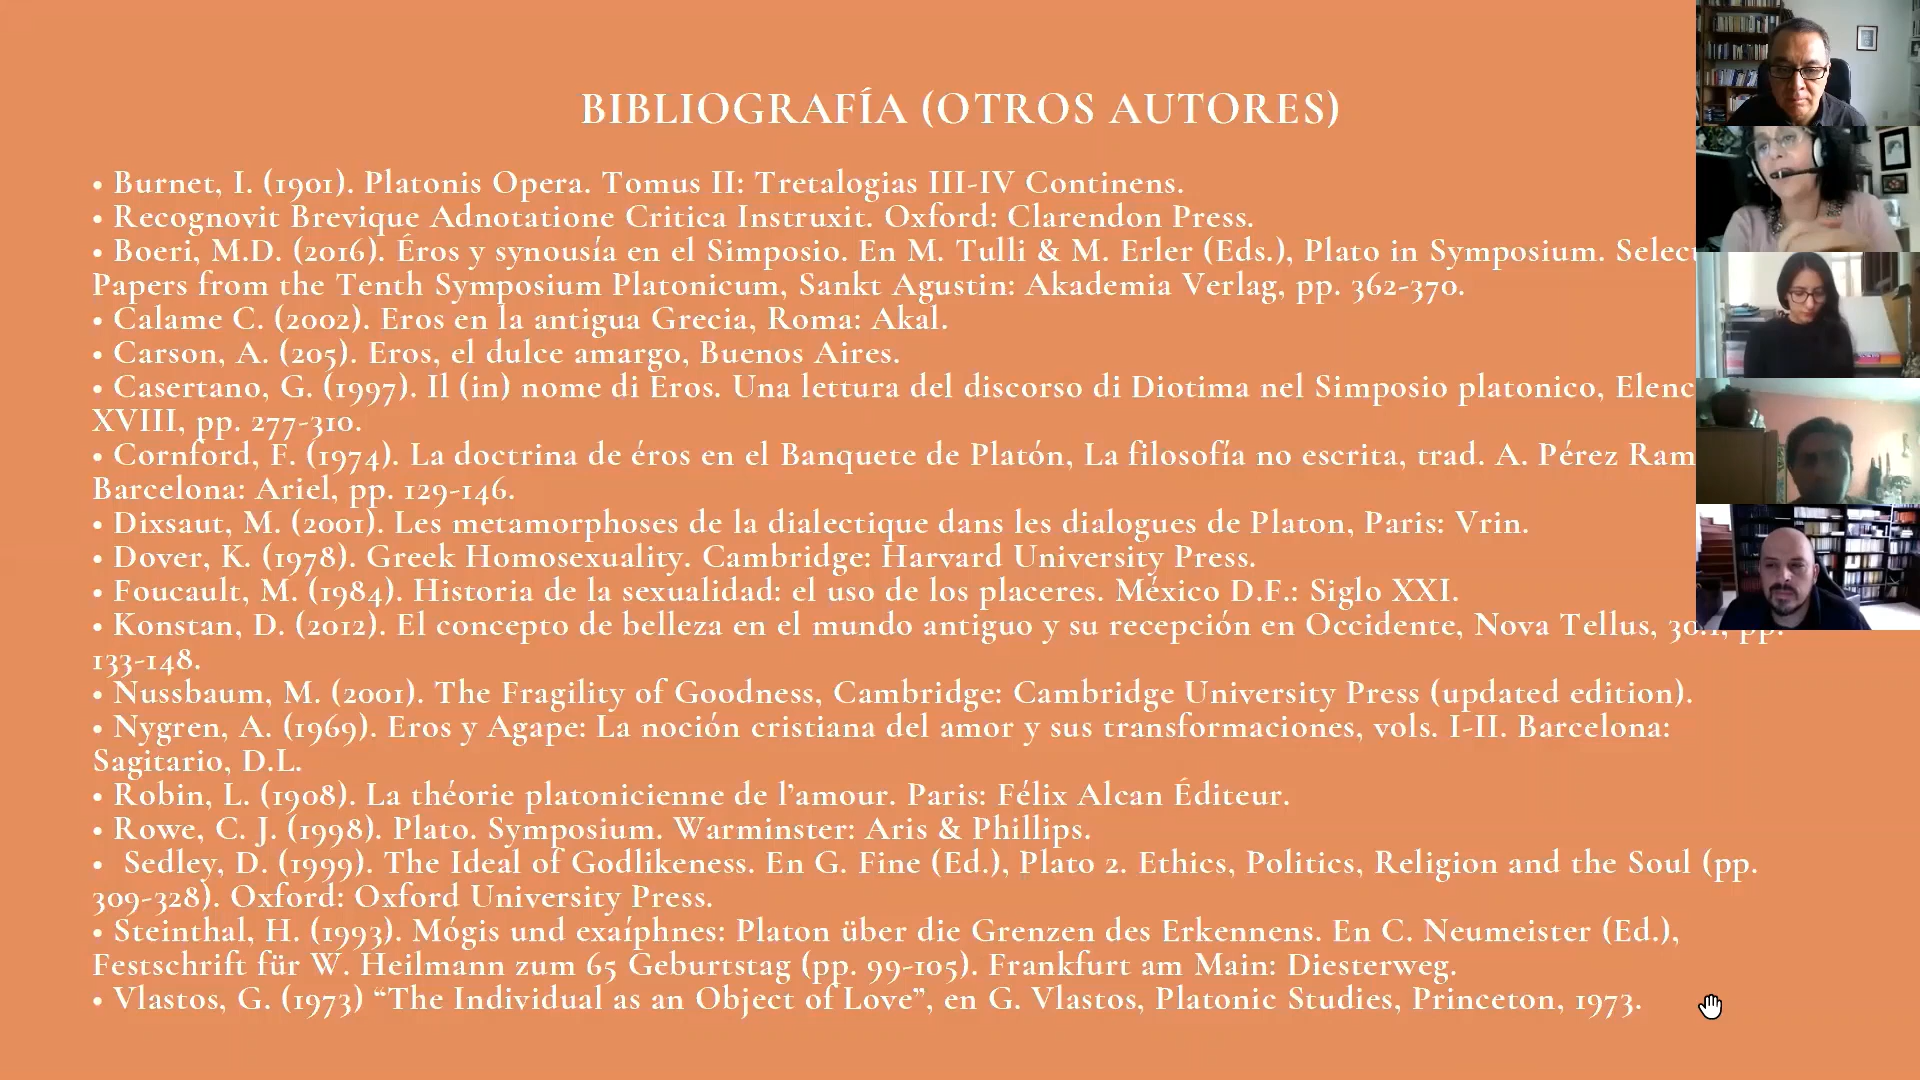 BIBLIOGRAFÍA (OTROS AUTORES)
• Burnet, I. (1901). Platonis Opera. Tomus II: Tretalogias III-IV Continens.
• Recognovit Brevique Adnotatione Critica Instruxit. Oxford: Clarendon Press.
• Boeri, M.D. (2016). Éros y synousía en el Simposio. En M. Tulli & M. Erler (Eds.), Plato in Symposium.
Papers from the Tenth Symposium Platonicum, Sankt Agustin: Akademia Verlag, pp. 362-370.
• Calame C. (2002). Eros en la antigua Grecia, Roma: Akal.
• Carson, A. (205). Eros, el dulce amargo, Buenos Aires.
• Casertano, G. (1997). Il (in) nome di Eros. Una lettura del discorso di Diotima nel Simposio platonico,
XVIII, pp. 277-310.
• Cornford, F. (1974). La doctrina de éros en el Banquete de Platón, La filosofía no escrita, trad. A. Pérez
Barcelona: Ariel, pp. 129-146.
• Dixsaut, M. (2001). Les metamorphoses de la dialectique dans les dialogues de Platon, Paris: Vrin.
• Dover, K. (1978). Greek Homosexuality. Cambridge: Harvard University Press.
• Foucault, M. (1984). Historia de la sexualidad: el uso de los placeres. México D.F.: Siglo XXI.
• Konstan, D. (2012). El concepto de belleza en el mundo antiguo y su recepción en Occidente, Nova Tellus, 30.1, pp.
133-148.
• Nussbaum, M. (2001). The Fragility of Goodness, Cambridge: Cambridge University Press (updated edition).
• Nygren, A. (1969). Eros y Agape: La noción cristiana del amor y sus transformaciones, vols. I-II. Barcelona:
Sagitario, D.L.
• Robin, L. (1908). La théorie platonicienne de l’amour. Paris: Félix Alcan Éditeur.
• Rowe, C. J. (1998). Plato. Symposium. Warminster: Aris & Phillips.
• Sedley, D. (1999). The Ideal of Godlikeness. En G. Fine (Ed.), Plato 2. Ethics, Politics, Religion and the Soul (pp.
309-328). Oxford: Oxford University Press.
• Steinthal, H. (1993). Mógis und exaíphnes: Platon über die Grenzen des Erkennens. En C. Neumeister (Ed.),
Festschrift für W. Heilmann zum 65 Geburtstag (pp. 99-105). Frankfurt am Main: Diesterweg.
• Vlastos, G. (1973) “The Individual as an Object of Love”, en G. Vlastos, Platonic Studies, Princeton, 1973.